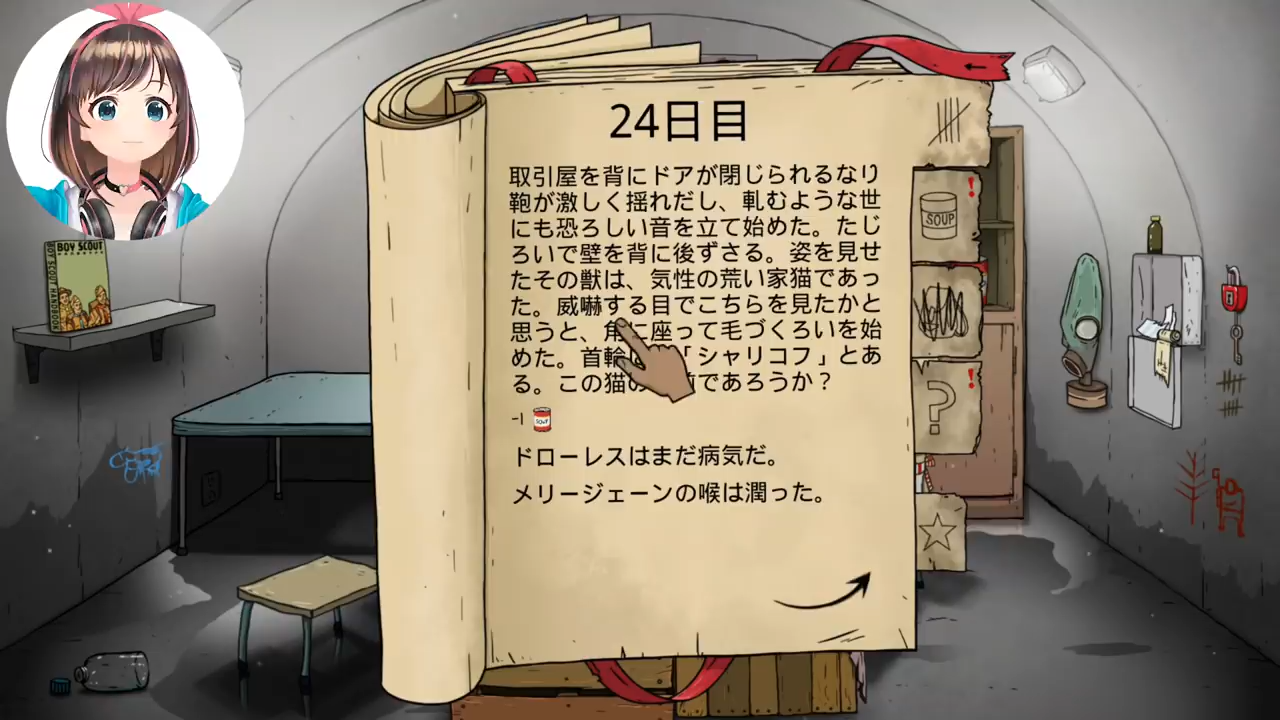 24日目
取引屋を背にドアが閉じられるなり
鞄が激しく揺れだし、軋むような世
にも恐ろしい音を立て始めた。たじ
ろいで壁を背に後ずさる。姿を見せ
たその獣は、気性の荒い家猫であっ
た。威嚇する目でこちらを見たかと
思うと、角に座って毛づくろいを始
めた。首輪に「シャリコフ」とあ
る。この猫の 前であろうか？
-1
SOUP
ドローレスはまだ病気だ。
メリージェーンの喉は潤った。
SOUP
!
?
!
BOY SCOUT
BOY SCOUT HANDBOOK